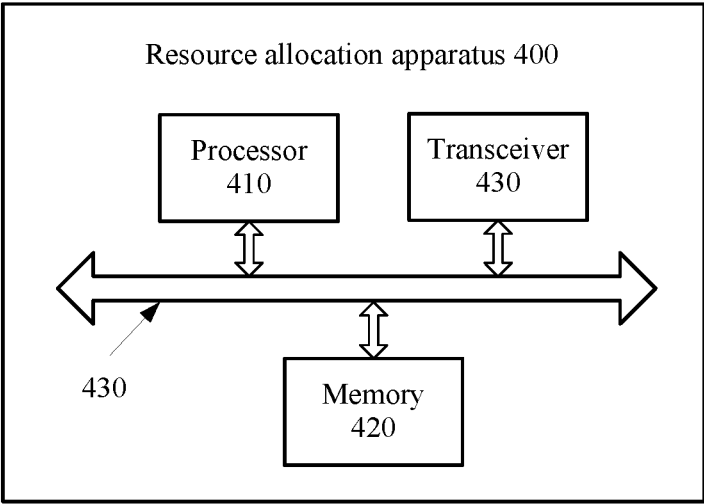 Resource allocation apparatus 400
Processor
410
Transceiver
430
430
Memory
420